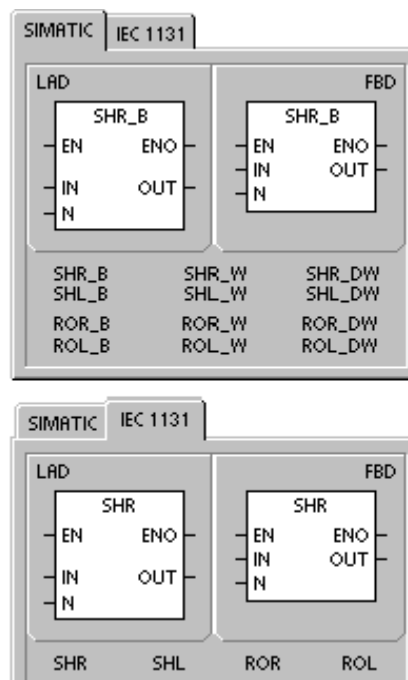 SIMATIC IEC 1131
LAD FBD
SHR_B SHR_B
EN ENO EN ENO
IN OUT IN OUT
N N
SHR_B SHR_W SHR_DW
SHL_B SHL_W SHL_DW
ROR_B ROR_W ROR_DW
ROL_B ROL_W ROL_DW
SIMATIC IEC 1131
LAD FBD
SHR SHR
EN ENO EN ENO
IN OUT IN OUT
N N
SHR SHL ROR ROL